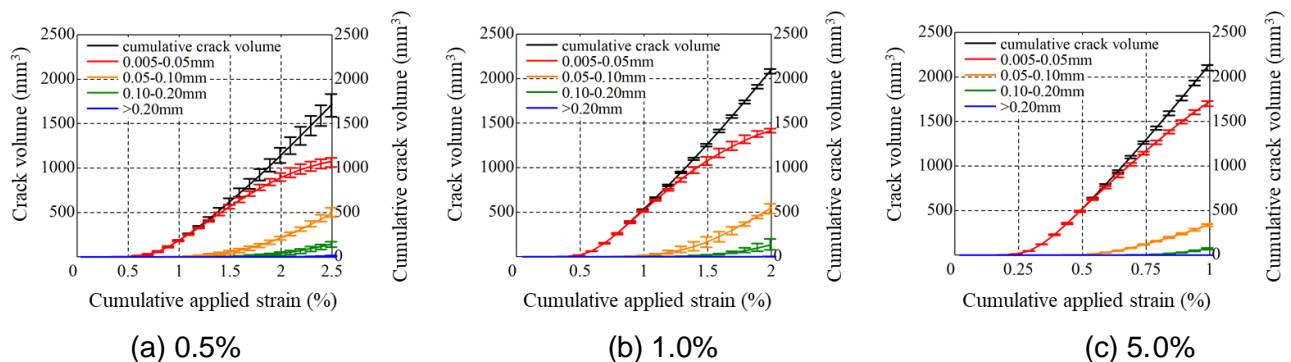 2500
2000
1500
1000
500
Crack volume (mm³)
cumulative crack volume
0.005-0.05mm
0.05-0.10mm
0.10-0.20mm
>0.20mm
2500
2000
1500
1000
500
0
Cumulative crack volume (mm³)
0 0.5 1 1.5 2 2.5
Cumulative applied strain (%)
(a) 0.5%
2500
2000
1500
1000
500
Crack volume (mm³)
cumulative crack volume
0.005-0.05mm
0.05-0.10mm
0.10-0.20mm
>0.20mm
2500
2000
1500
1000
500
0
Cumulative crack volume (mm³)
0 0.5 1 1.5 2
Cumulative applied strain (%)
(b) 1.0%
2500
2000
1500
1000
500
Crack volume (mm³)
cumulative crack volume
0.005-0.05mm
0.05-0.10mm
0.10-0.20mm
>0.20mm
2500
2000
1500
1000
500
0
Cumulative crack volume (mm³)
0 0.25 0.5 0.75 1
Cumulative applied strain (%)
(c) 5.0%